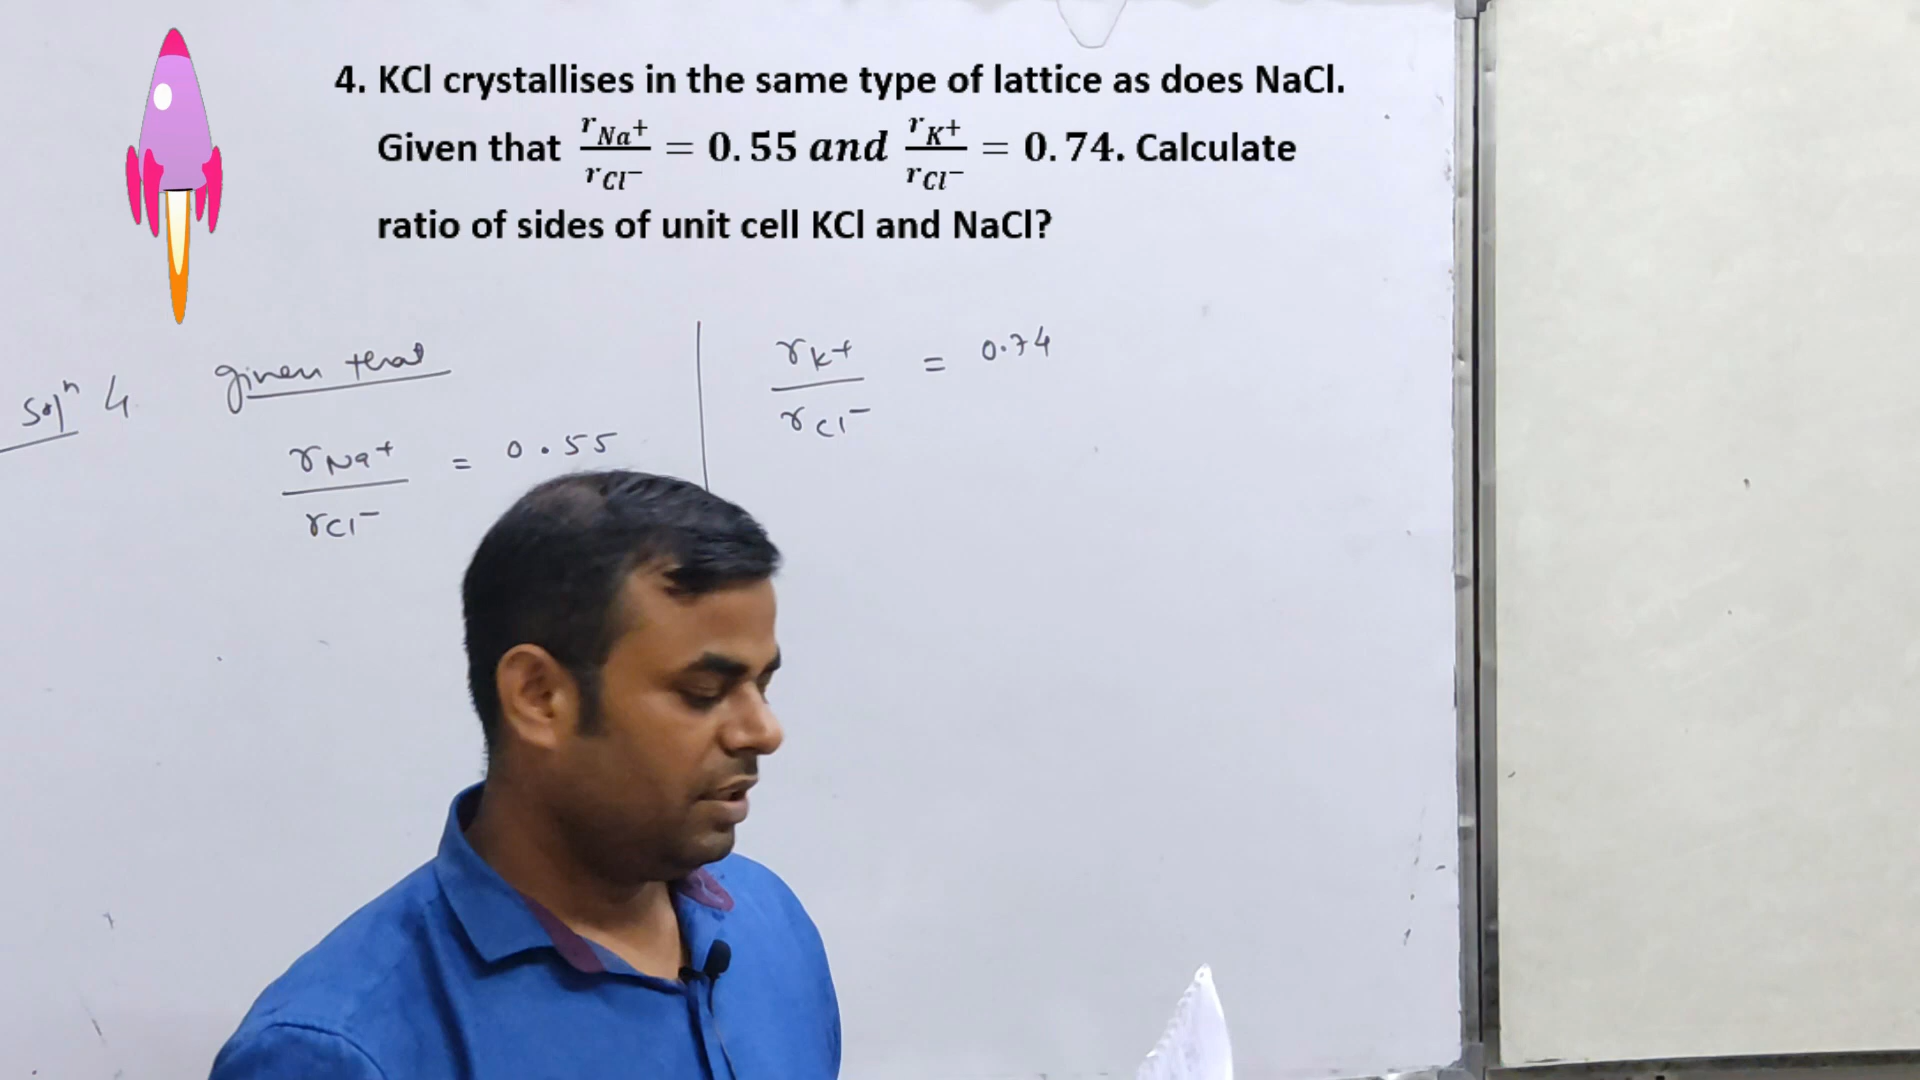 4. KCl crystallises in the same type of lattice as does NaCl.
Given that r_Na+/r_Cl− = 0.55 and r_K+/r_Cl− = 0.74. Calculate
ratio of sides of unit cell KCl and NaCl?
Solⁿ 4 given that
r_Na+/r_Cl− = 0.55
r_K+/r_Cl− = 0.74